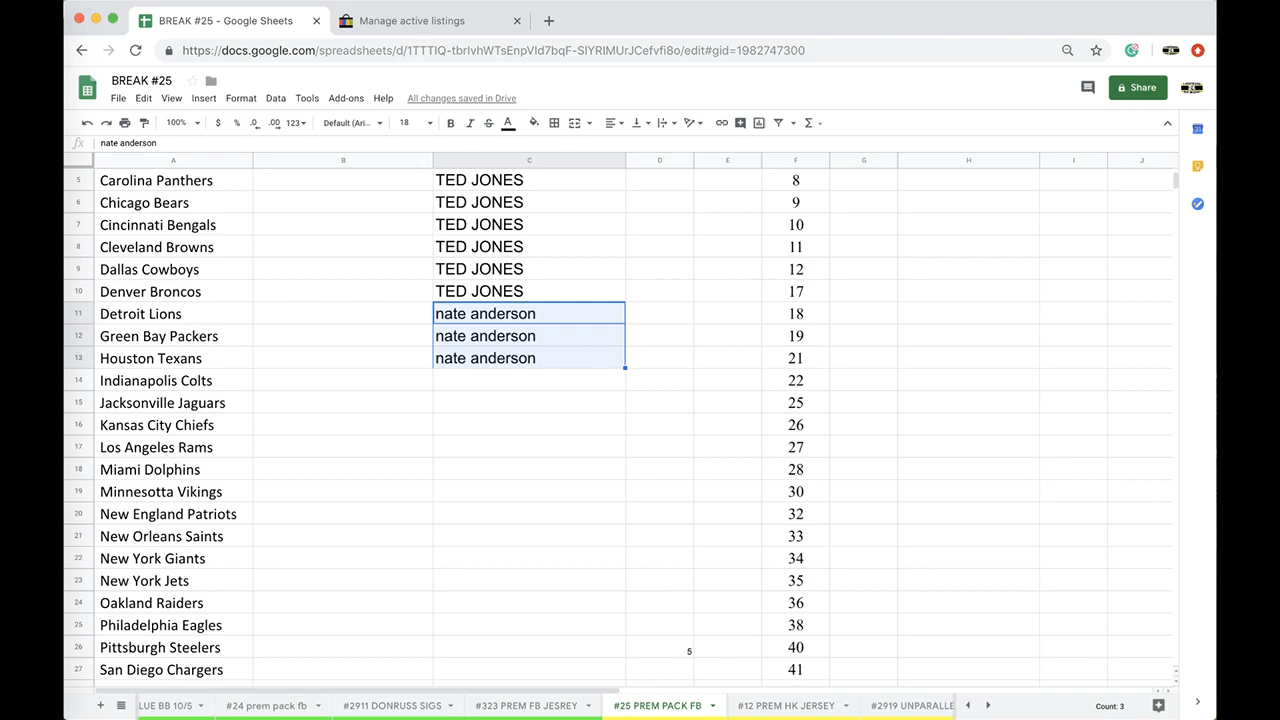 BREAK #25 - Google Sheets
Manage active listings
https://docs.google.com/spreadsheets/d/1TTTIQ-tbrIvhWTsEnpVId7bqF-SlYRIMUrJCefvfi8o/edit#gid=1982747300
BREAK #25
File Edit View Insert Format Data Tools Add-ons Help All changes saved in Drive
Share
100% $ % .0 .00 123 Default (Ari... 18 B I S A
fx nate anderson
A B C D E F G H I J
5 Carolina Panthers TED JONES 8
6 Chicago Bears TED JONES 9
7 Cincinnati Bengals TED JONES 10
8 Cleveland Browns TED JONES 11
9 Dallas Cowboys TED JONES 12
10 Denver Broncos TED JONES 17
11 Detroit Lions nate anderson 18
12 Green Bay Packers nate anderson 19
13 Houston Texans nate anderson 21
14 Indianapolis Colts 22
15 Jacksonville Jaguars 25
16 Kansas City Chiefs 26
17 Los Angeles Rams 27
18 Miami Dolphins 28
19 Minnesotta Vikings 30
20 New England Patriots 32
21 New Orleans Saints 33
22 New York Giants 34
23 New York Jets 35
24 Oakland Raiders 36
25 Philadelphia Eagles 38
26 Pittsburgh Steelers 5 40
27 San Diego Chargers 41
LUE BB 10/5 #24 prem pack fb #2911 DONRUSS SIGS #323 PREM FB JESREY #25 PREM PACK FB #12 PREM HK JERSEY #2919 UNPARALLE Count: 3